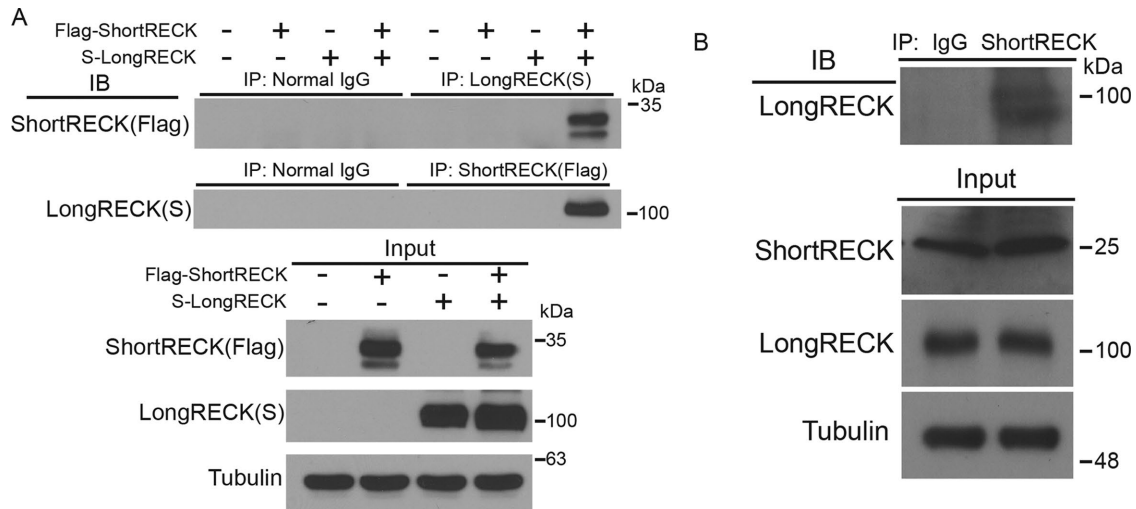 A
Flag-ShortRECK - + - + - + - +
S-LongRECK - - + + - - + +
IB
IP: Normal IgG IP: LongRECK(S) kDa
ShortRECK(Flag) -35
IP: Normal IgG IP: ShortRECK(Flag)
LongRECK(S) -100
Input
Flag-ShortRECK - + - +
S-LongRECK - - + + kDa
ShortRECK(Flag) -35
LongRECK(S) -100
Tubulin -63
B
IP: IgG ShortRECK
IB kDa
LongRECK -100
Input
ShortRECK -25
LongRECK -100
Tubulin -48